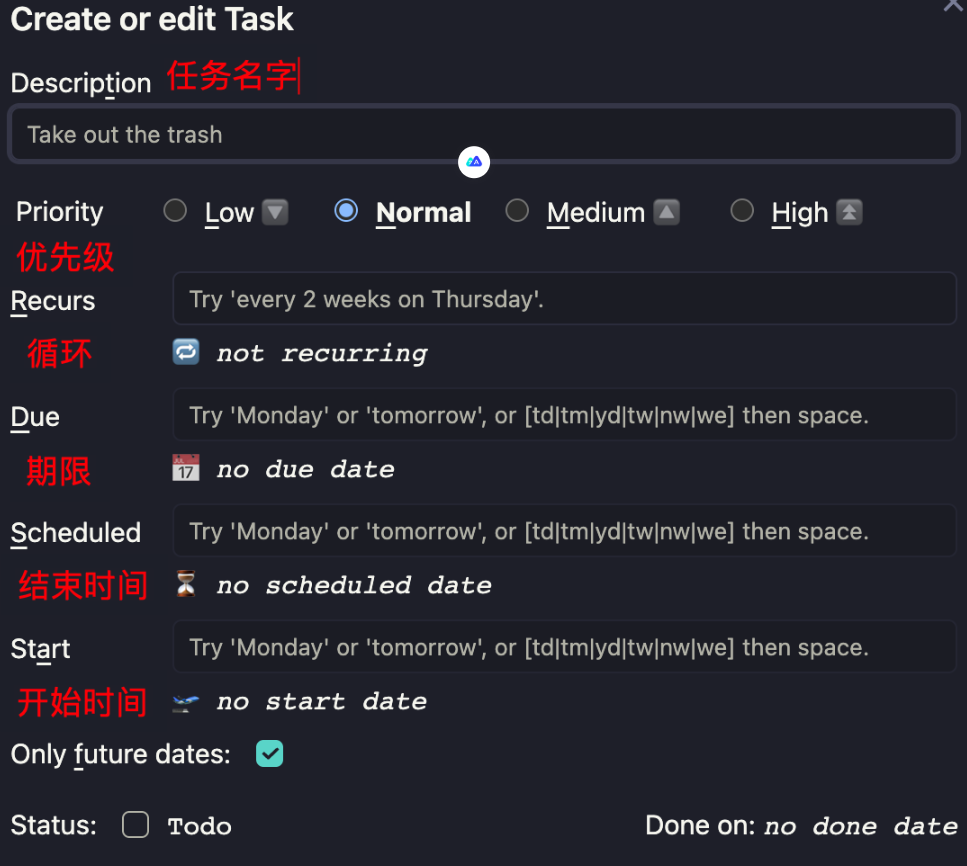 Create or edit Task
Description 任务名字
Take out the trash
Priority Low Normal Medium High
优先级
Recurs Try 'every 2 weeks on Thursday'.
循环 not recurring
Due Try 'Monday' or 'tomorrow', or [td|tm|yd|tw|nw|we] then space.
期限 17 no due date
Scheduled Try 'Monday' or 'tomorrow', or [td|tm|yd|tw|nw|we] then space.
结束时间 no scheduled date
Start Try 'Monday' or 'tomorrow', or [td|tm|yd|tw|nw|we] then space.
开始时间 no start date
Only future dates:
Status: Todo Done on: no done date